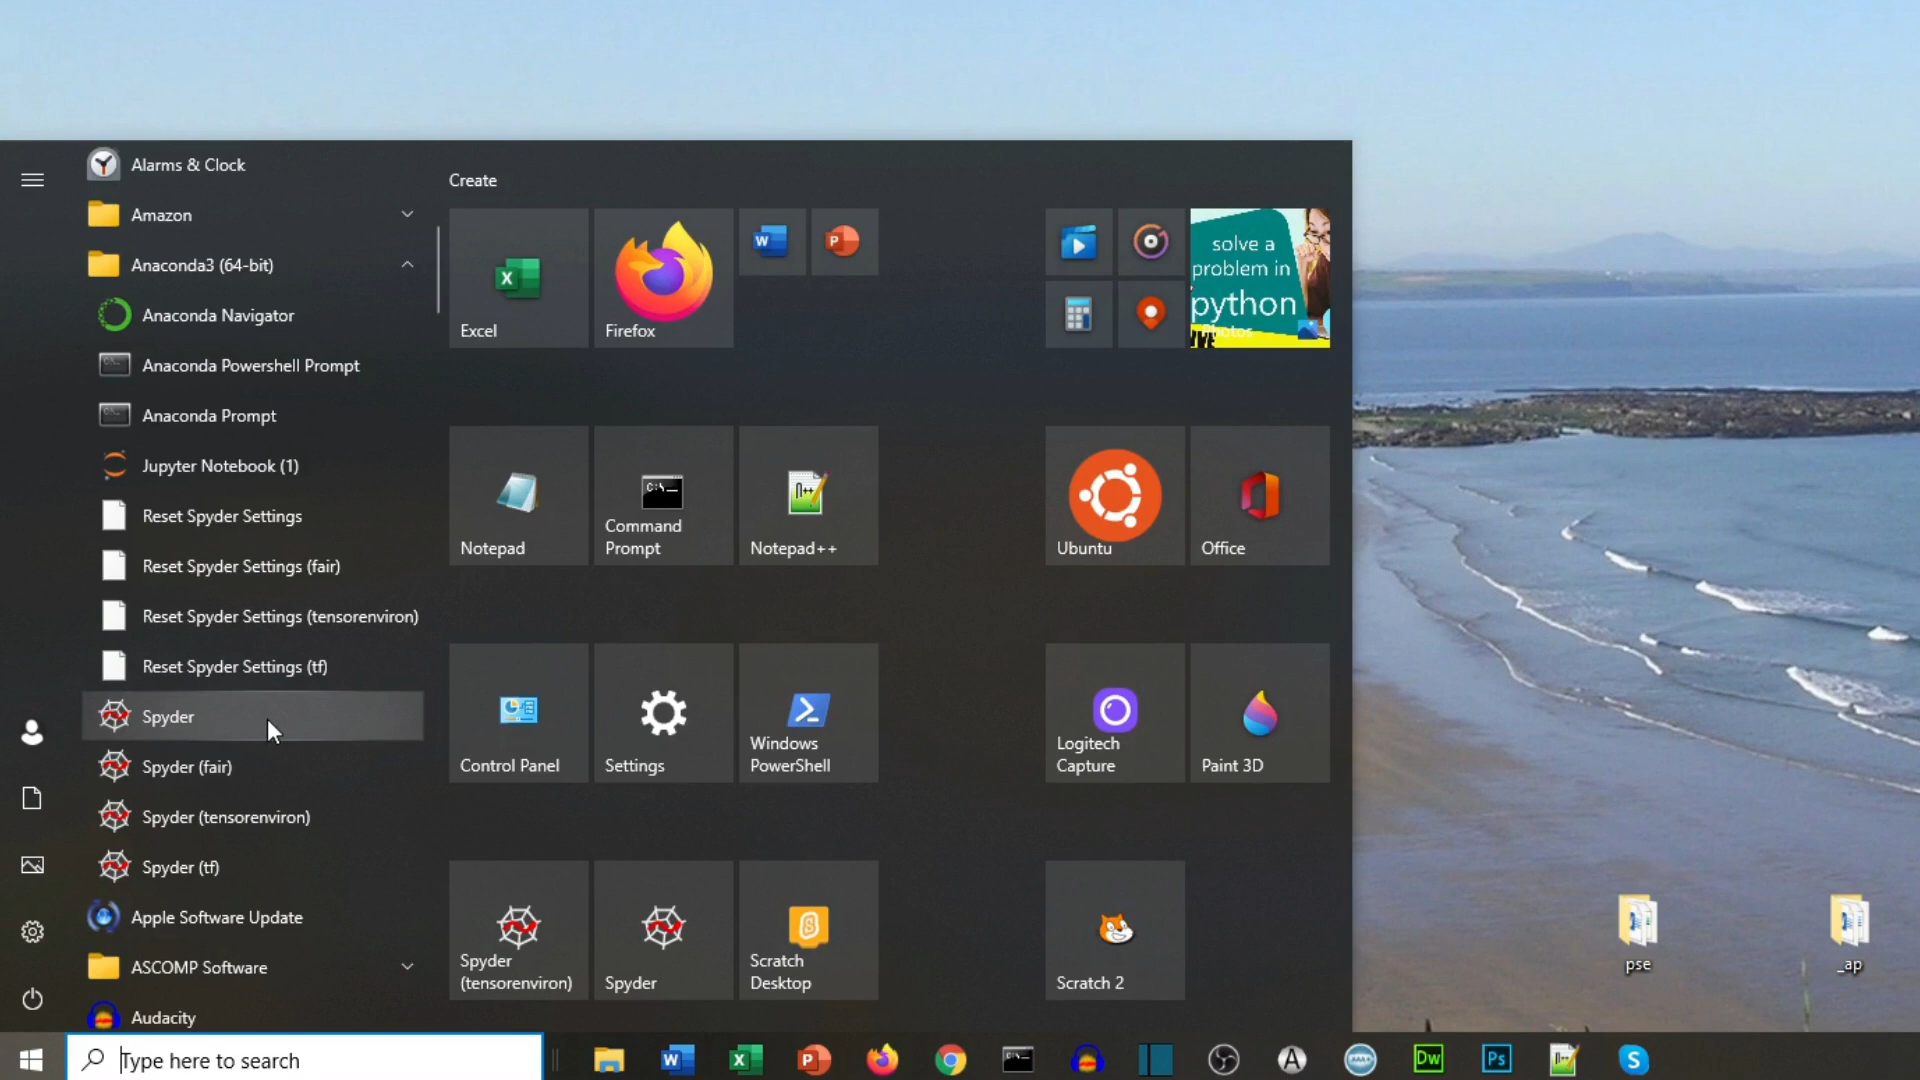 Alarms & Clock
Amazon
Anaconda3 (64-bit)
Anaconda Navigator
Anaconda Powershell Prompt
Anaconda Prompt
Jupyter Notebook (1)
Reset Spyder Settings
Reset Spyder Settings (fair)
Reset Spyder Settings (tensorenviron)
Reset Spyder Settings (tf)
Spyder
Spyder (fair)
Spyder (tensorenviron)
Spyder (tf)
Apple Software Update
ASCOMP Software
Audacity
Create
Excel
Firefox
W
P
solve a
problem in
python
Photos
Notepad
Command
Prompt
Notepad++
Ubuntu
Office
Control Panel
Settings
Windows
PowerShell
Logitech
Capture
Paint 3D
Spyder
(tensorenviron)
Spyder
Scratch
Desktop
Scratch 2
pse
_ap
Type here to search
W
X
P
A
Dw
Ps
S